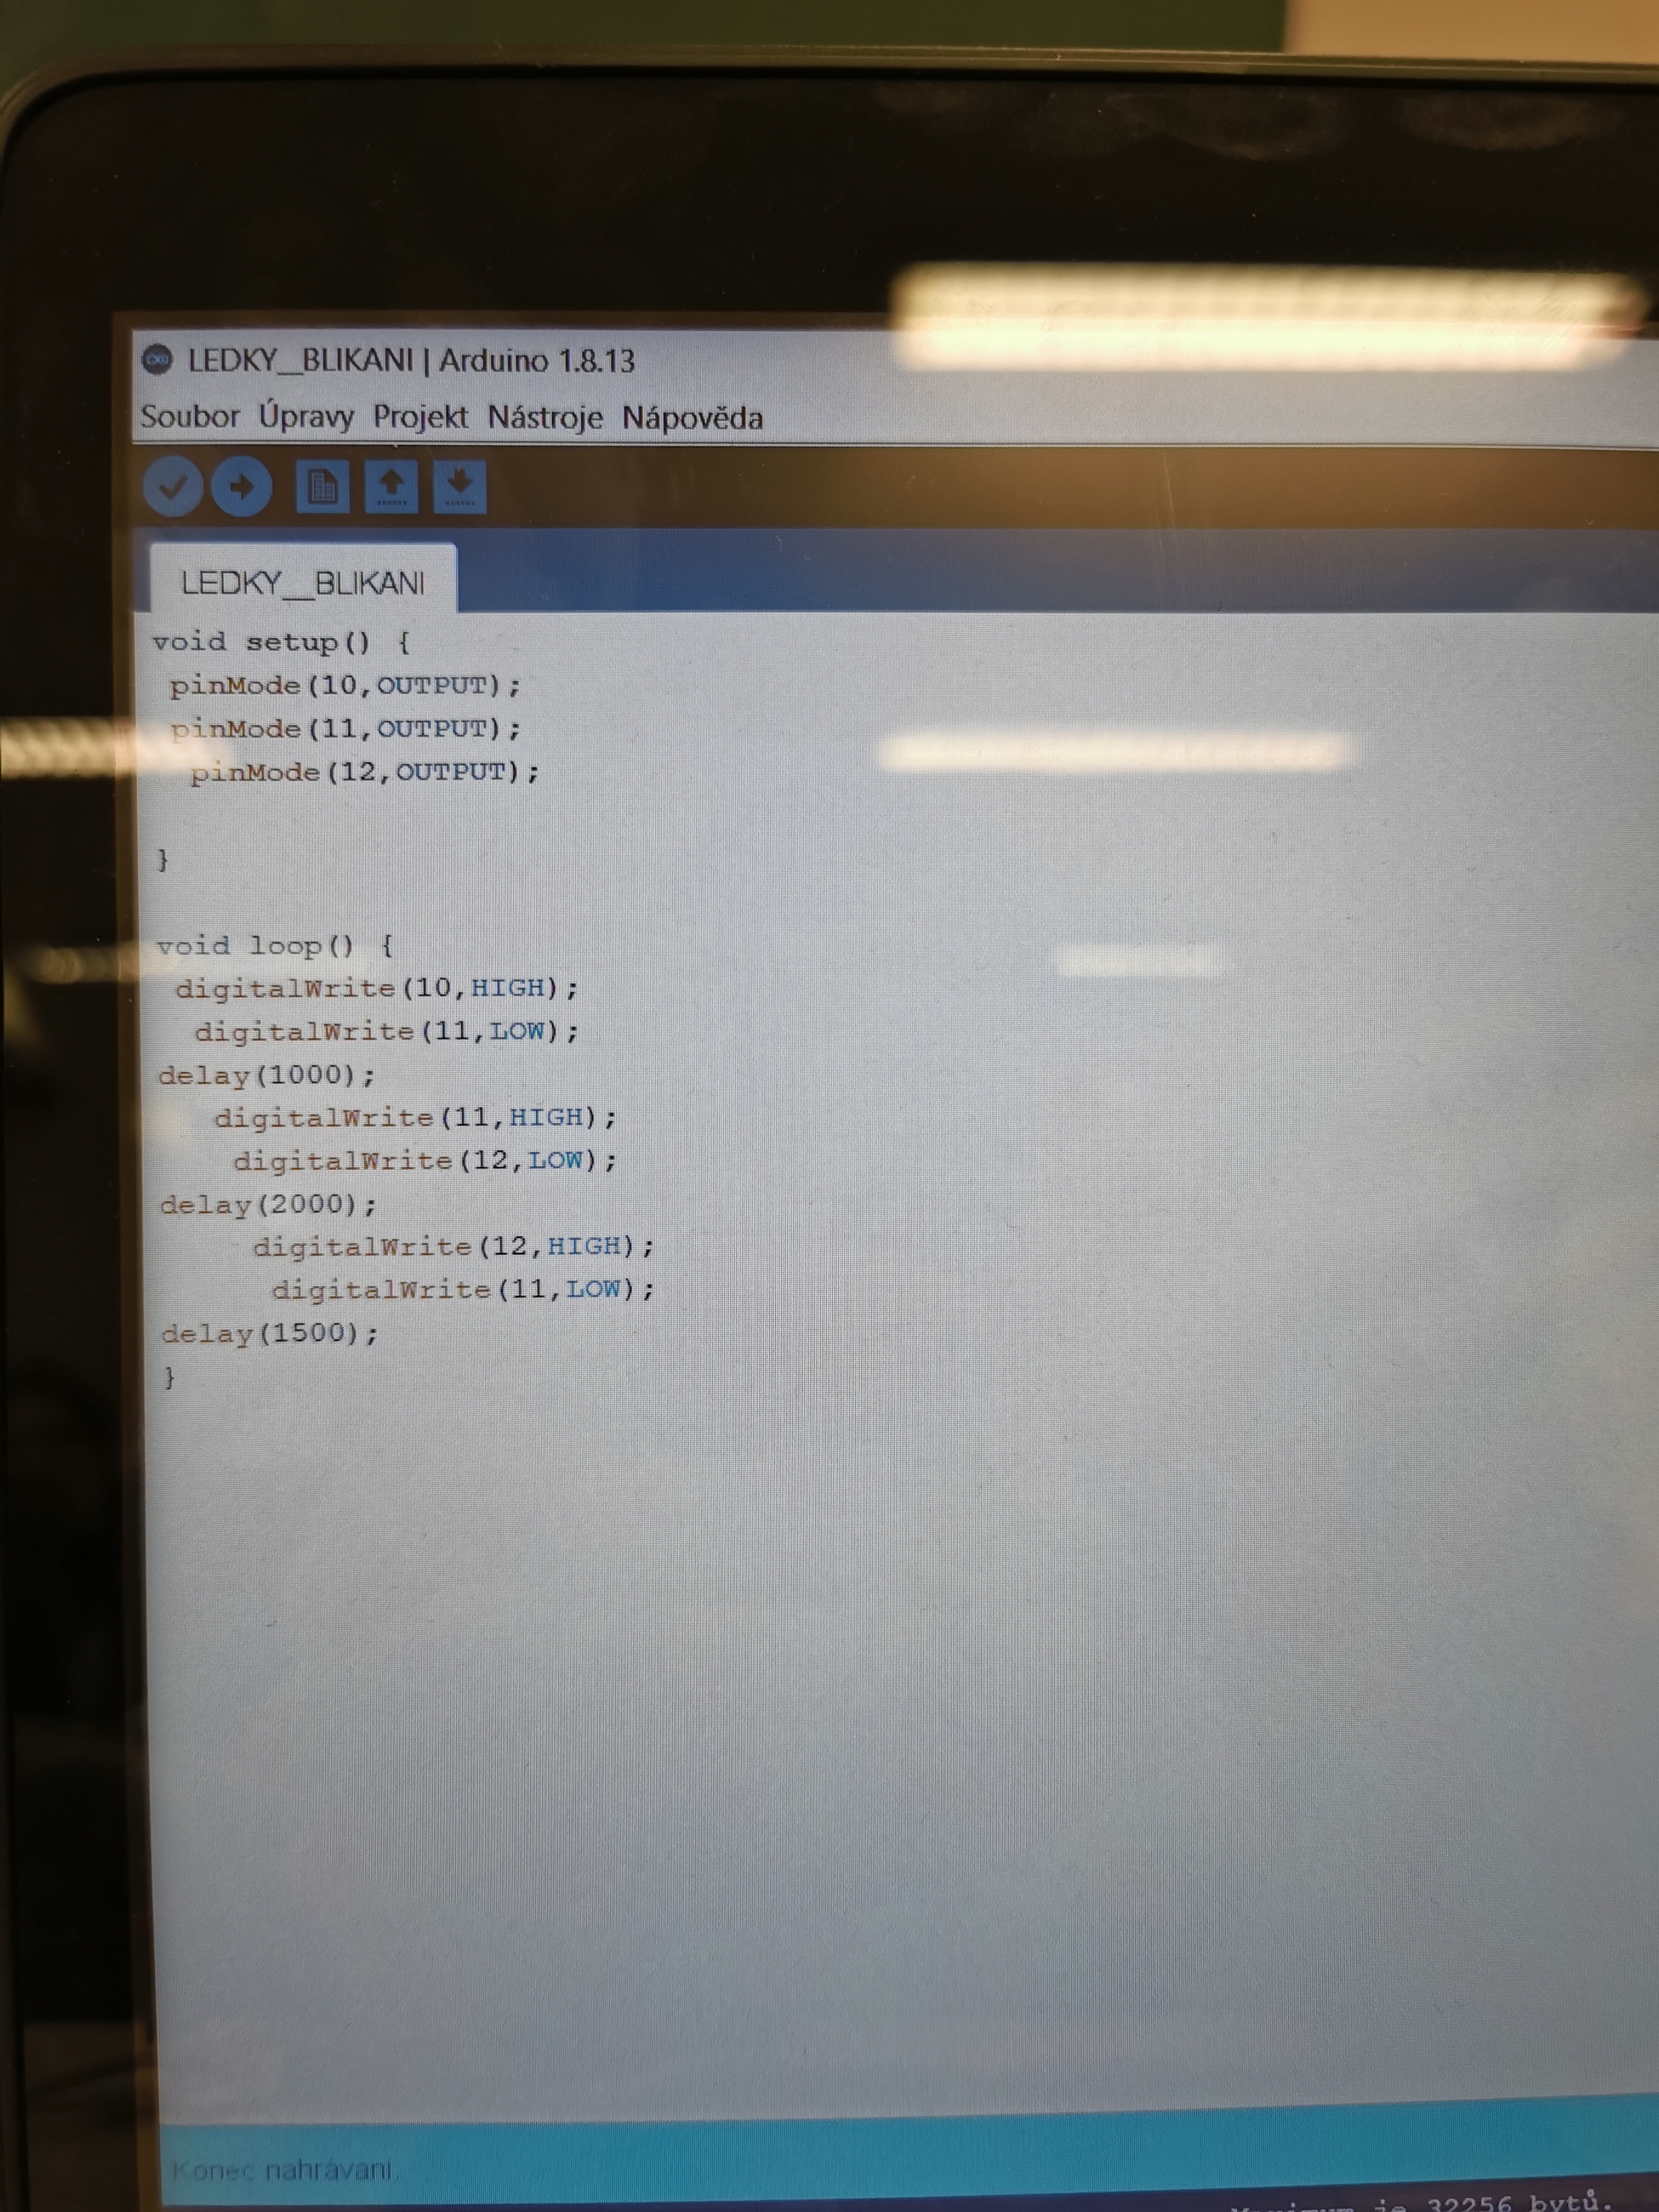 LEDKY__BLIKANI | Arduino 1.8.13
Soubor Úpravy Projekt Nástroje Nápověda
LEDKY__BLIKANI
void setup() {
 pinMode(10,OUTPUT);
 pinMode(11,OUTPUT);
  pinMode(12,OUTPUT);
}
void loop() {
 digitalWrite(10,HIGH);
  digitalWrite(11,LOW);
delay(1000);
   digitalWrite(11,HIGH);
    digitalWrite(12,LOW);
delay(2000);
     digitalWrite(12,HIGH);
      digitalWrite(11,LOW);
delay(1500);
}
Konec nahrávání.
Maximum je 32256 bytů.